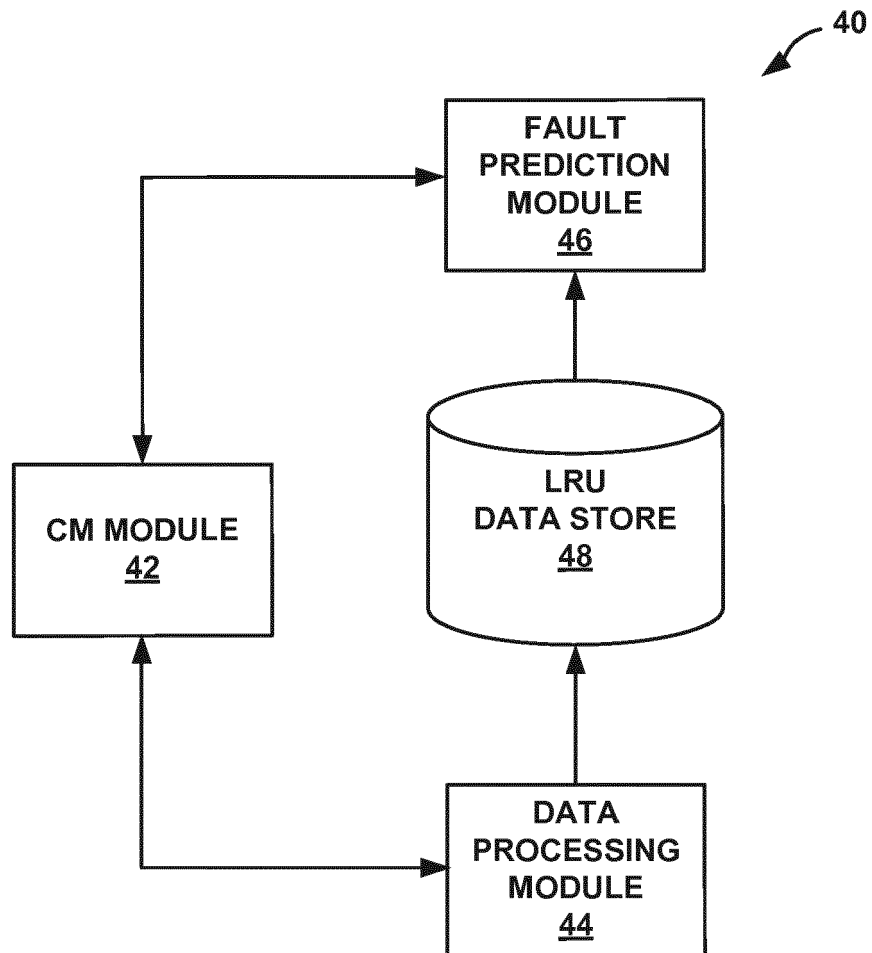 40
FAULT
PREDICTION
MODULE
46
LRU
DATA STORE
48
CM MODULE
42
DATA
PROCESSING
MODULE
44